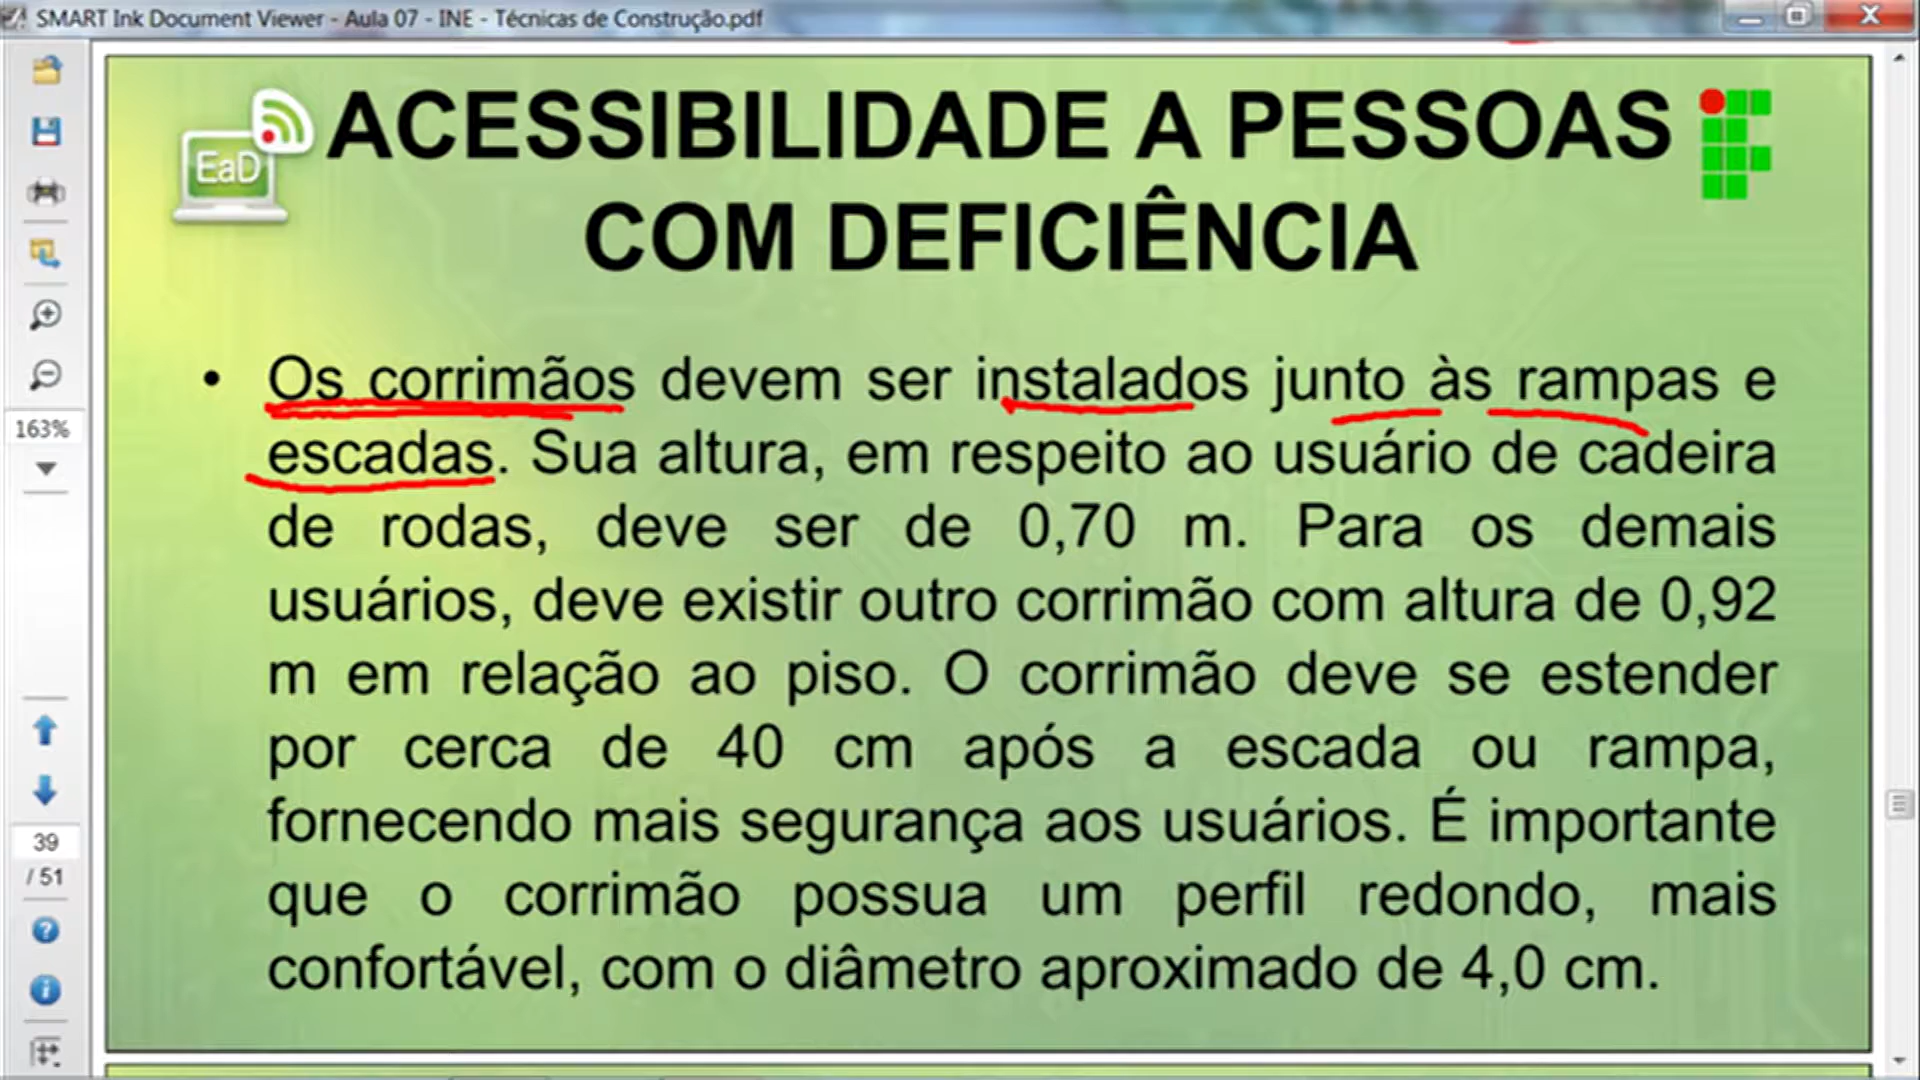 SMART Ink Document Viewer - Aula 07 - INE - Técnicas de Construção.pdf
EaD
ACESSIBILIDADE A PESSOAS
COM DEFICIÊNCIA
• Os corrimãos devem ser instalados junto às rampas e
escadas. Sua altura, em respeito ao usuário de cadeira
de rodas, deve ser de 0,70 m. Para os demais
usuários, deve existir outro corrimão com altura de 0,92
m em relação ao piso. O corrimão deve se estender
por cerca de 40 cm após a escada ou rampa,
fornecendo mais segurança aos usuários. É importante
que o corrimão possua um perfil redondo, mais
confortável, com o diâmetro aproximado de 4,0 cm.
163%
39
/ 51